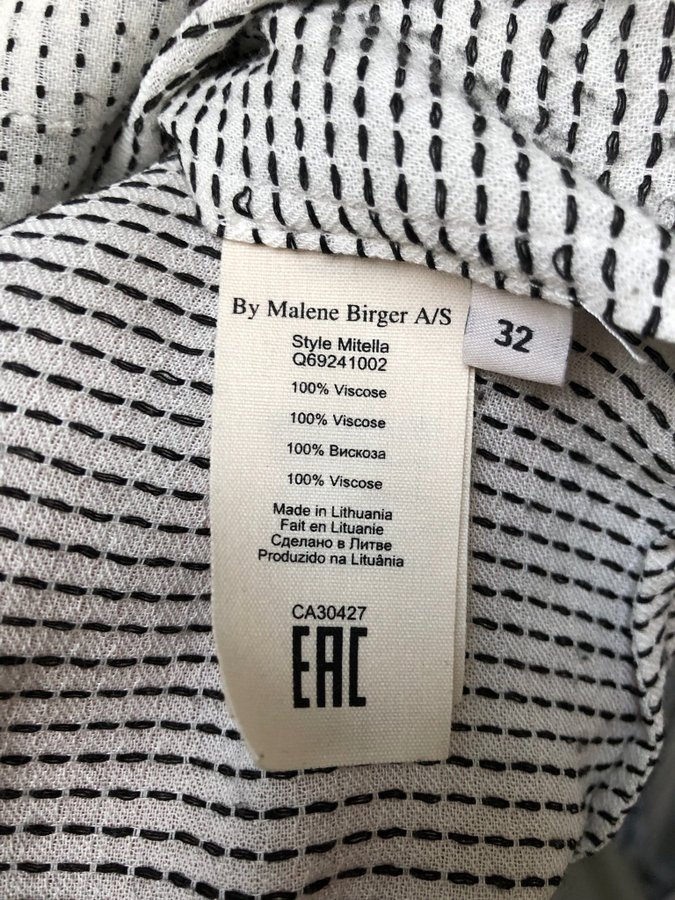 By Malene Birger A/S
32
Style Mitella
Q69241002
100% Viscose
100% Viscose
100% Вискоза
100% Viscose
Made in Lithuania
Fait en Lituanie
Сделано в Литве
Produzido na Lituânia
CA30427
EAC